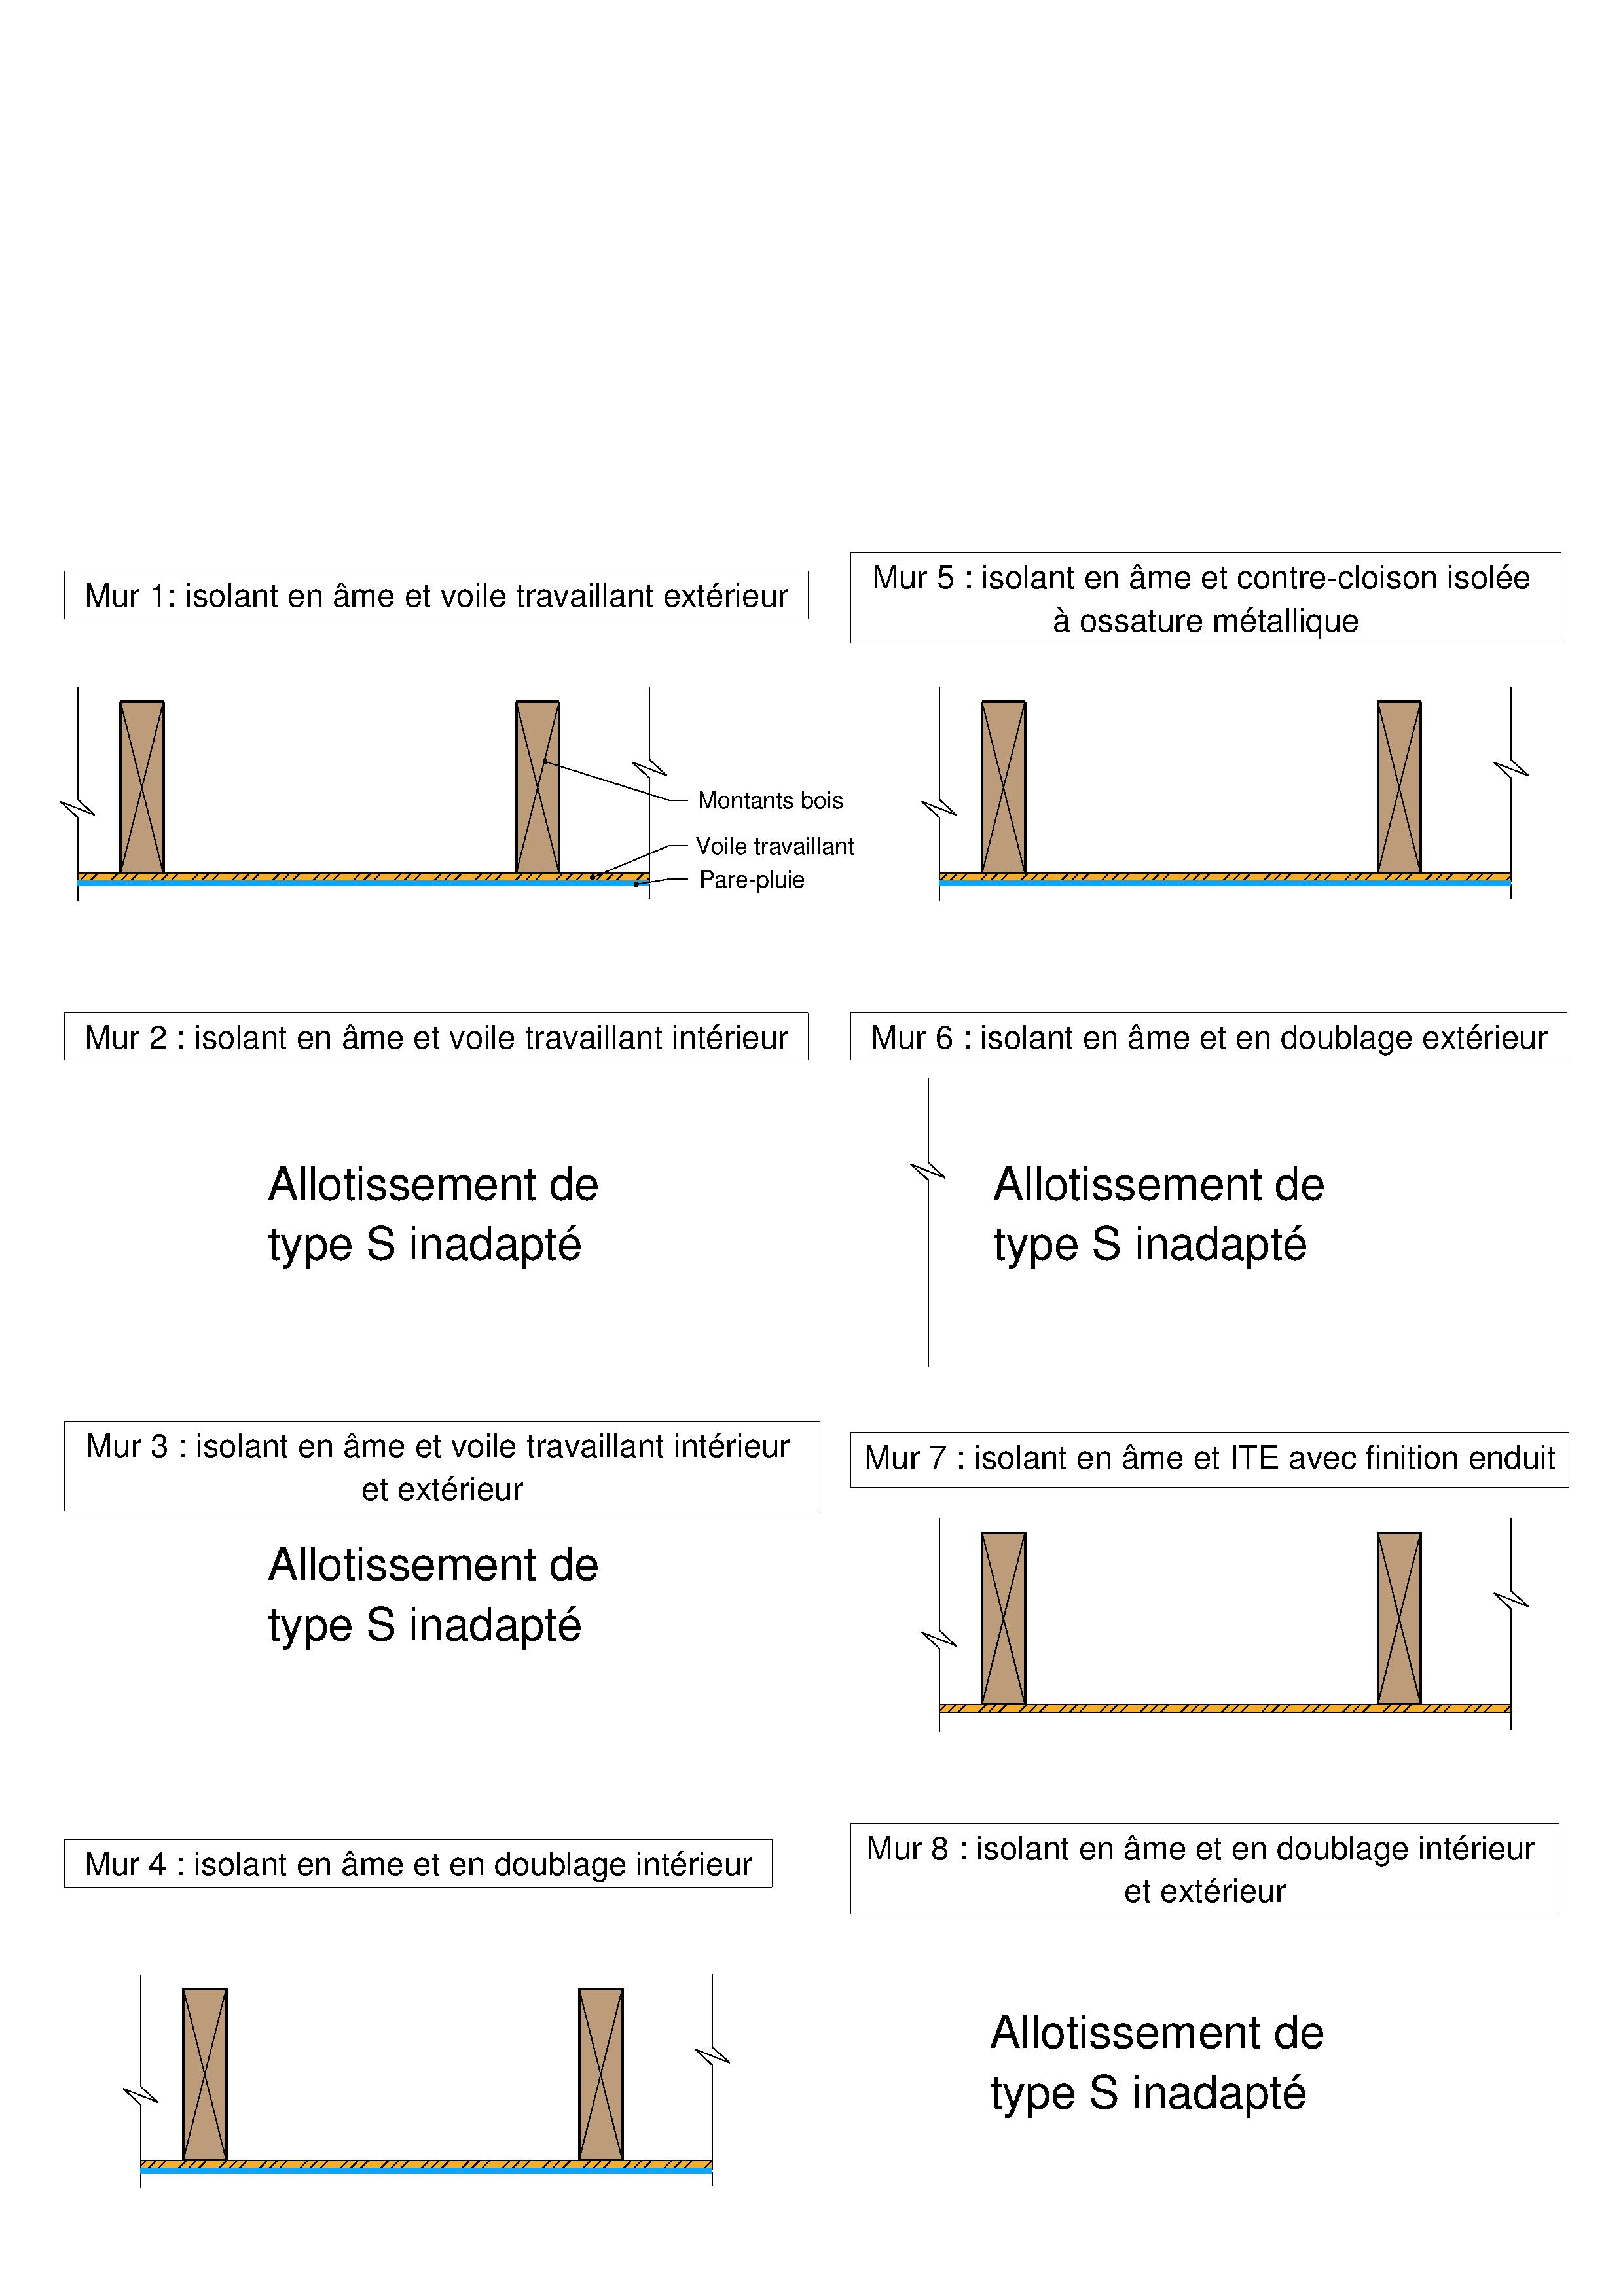 Mur 1: isolant en âme et voile travaillant extérieur
Montants bois
Voile travaillant
Pare-pluie
Mur 2 : isolant en âme et voile travaillant intérieur
Allotissement de
type S inadapté
Mur 3 : isolant en âme et voile travaillant intérieur
et extérieur
Allotissement de
type S inadapté
Mur 4 : isolant en âme et en doublage intérieur
Mur 5 : isolant en âme et contre-cloison isolée
à ossature métallique
Mur 6 : isolant en âme et en doublage extérieur
Allotissement de
type S inadapté
Mur 7 : isolant en âme et ITE avec finition enduit
Mur 8 : isolant en âme et en doublage intérieur
et extérieur
Allotissement de
type S inadapté